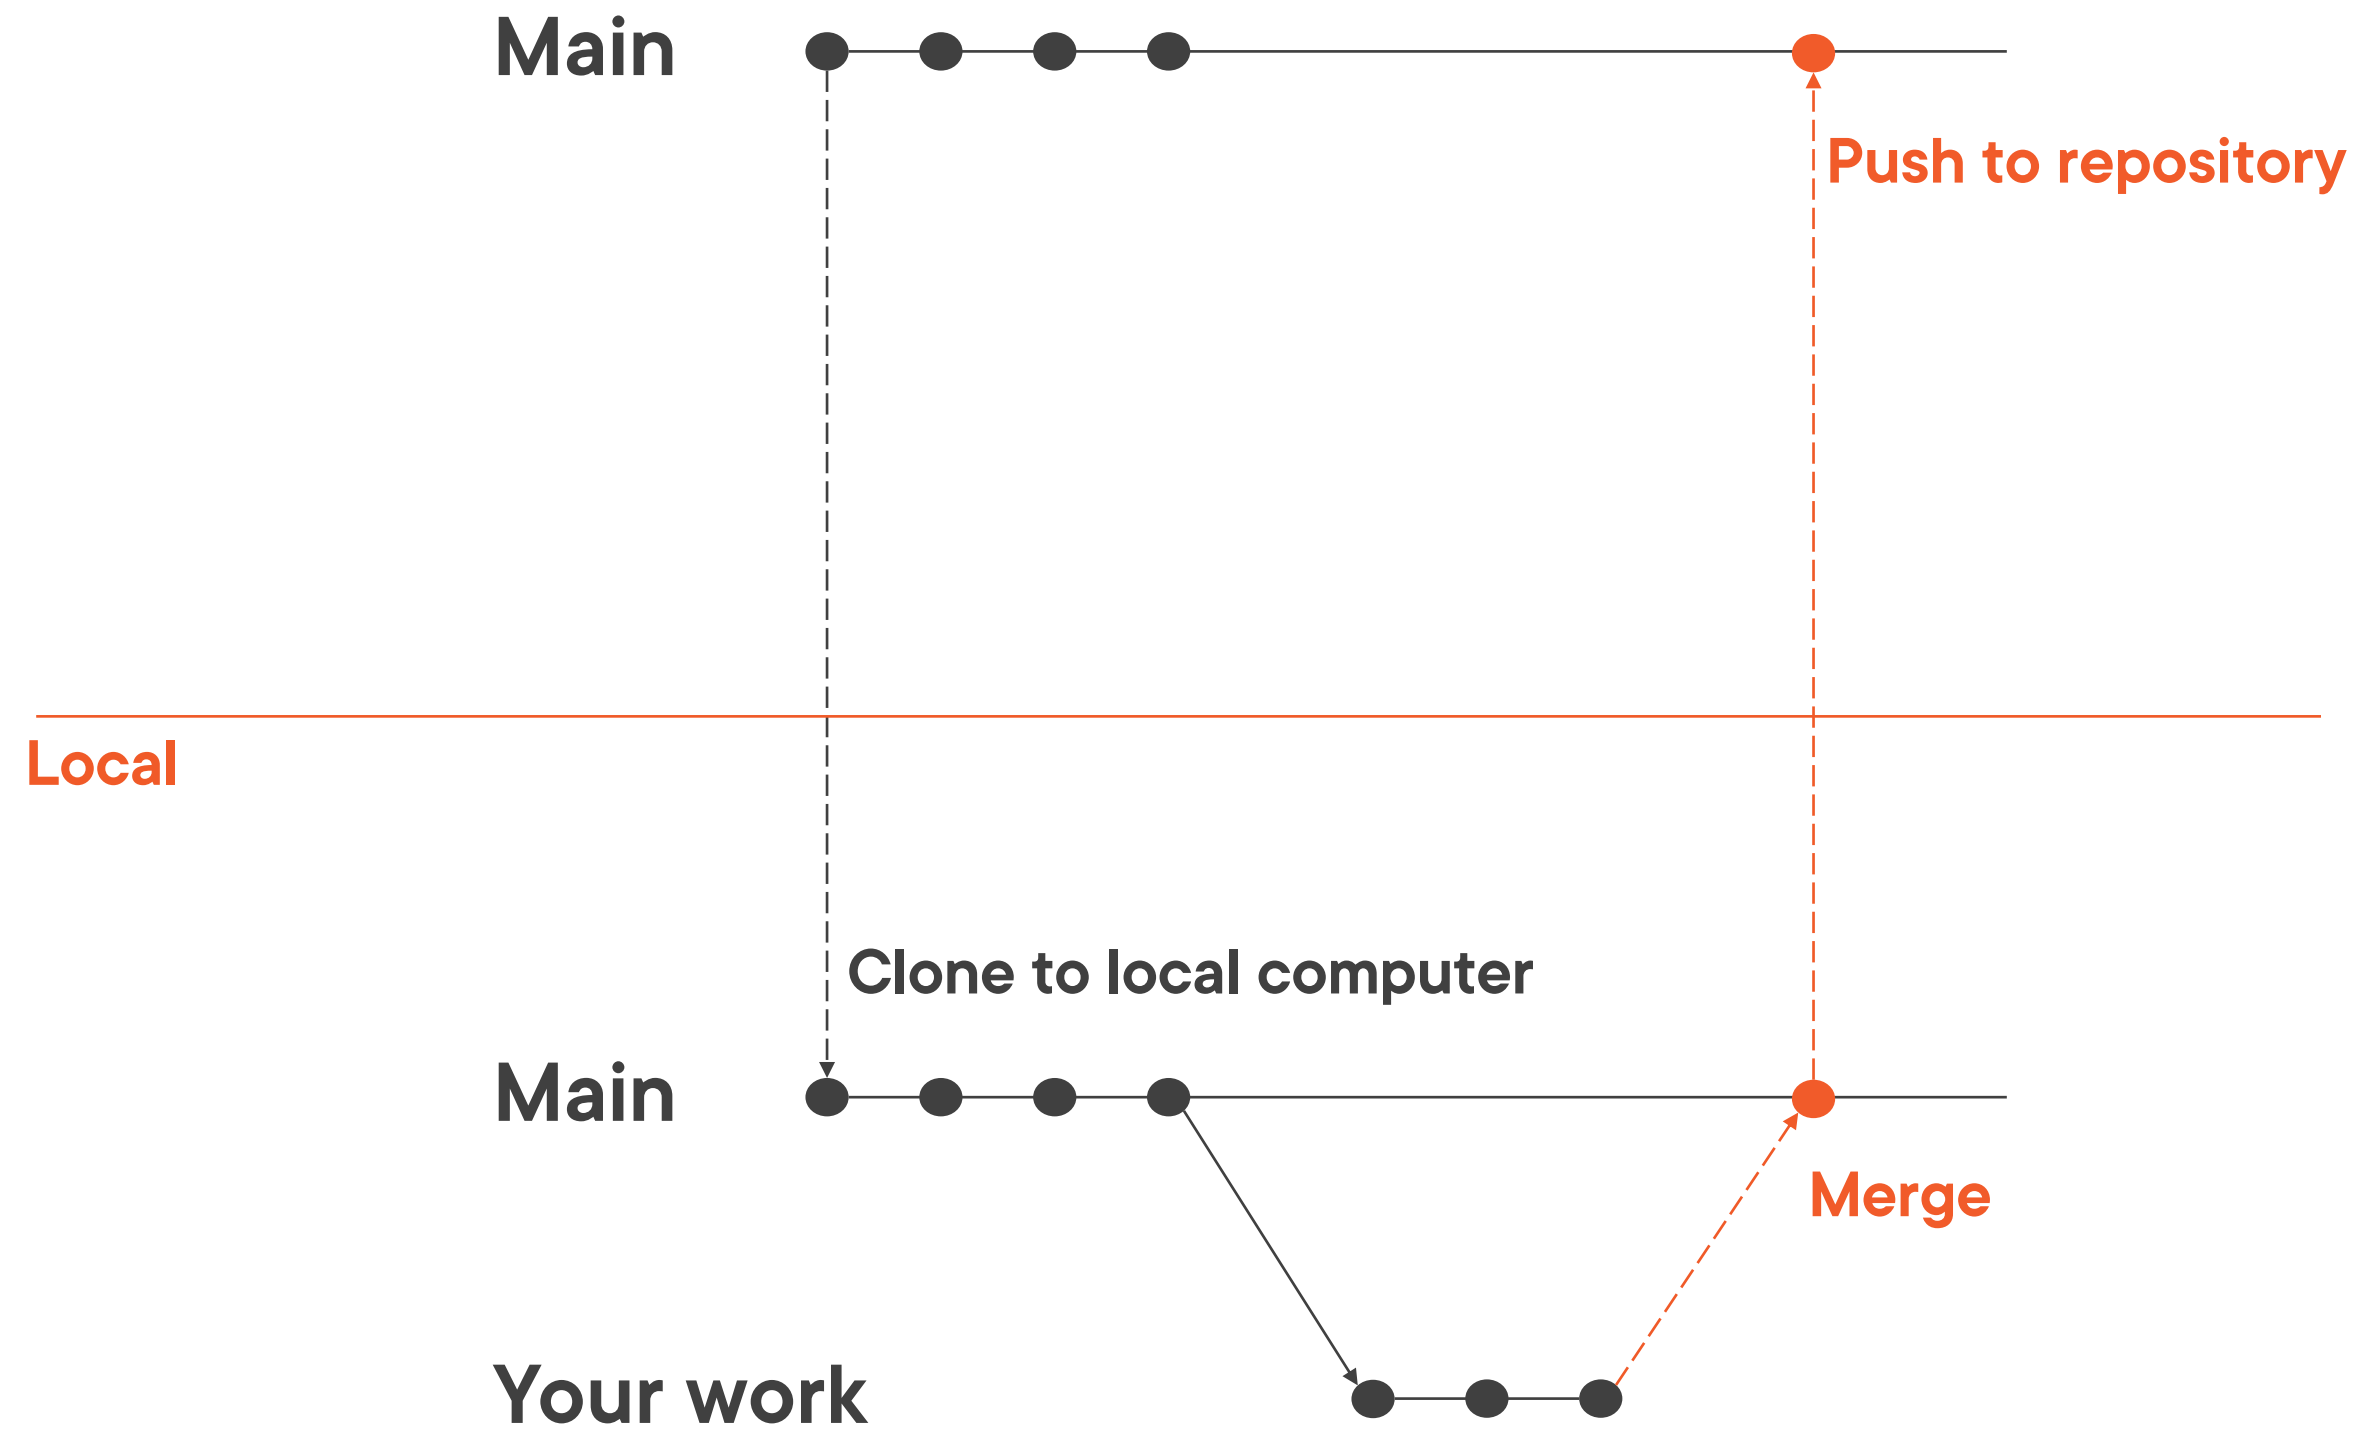 Main
Push to repository
Local
Clone to local computer
Main
Merge
Your work